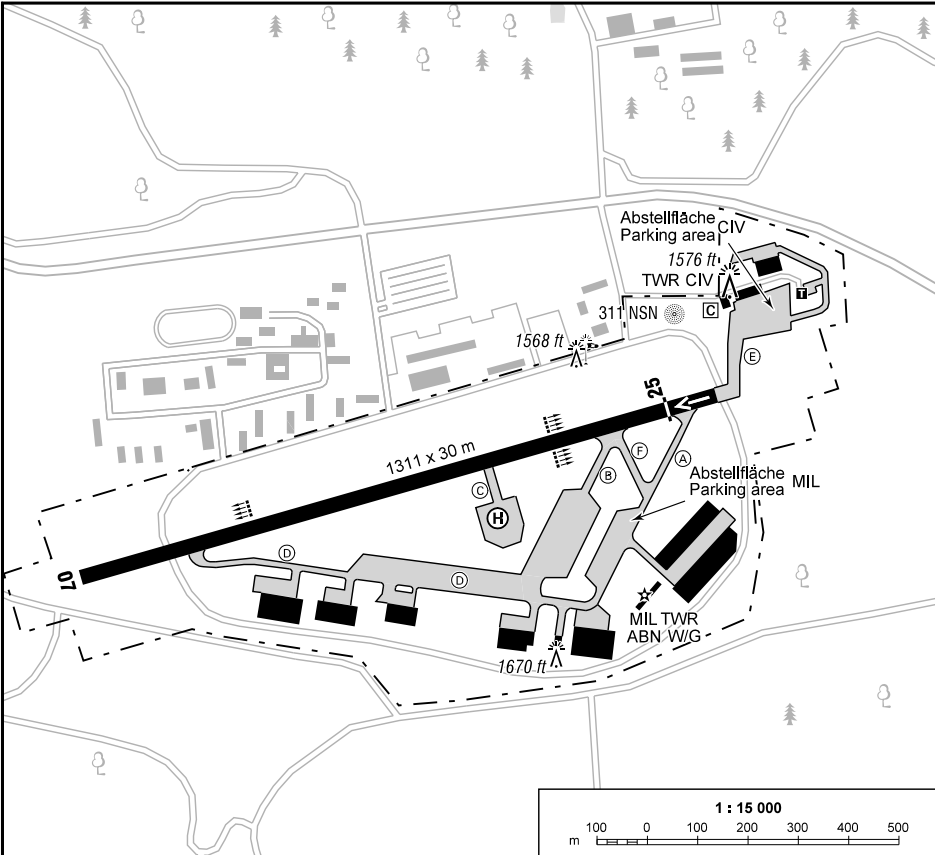 Abstellfläche
Parking area CIV
1576 ft
TWR CIV
T
311 NSN
C
1568 ft
E
25
1311 x 30 m
F
A
B
Abstellfläche
Parking area MIL
C
H
D
07
D
MIL TWR
ABN W/G
1670 ft
1 : 15 000
m 100 0 100 200 300 400 500